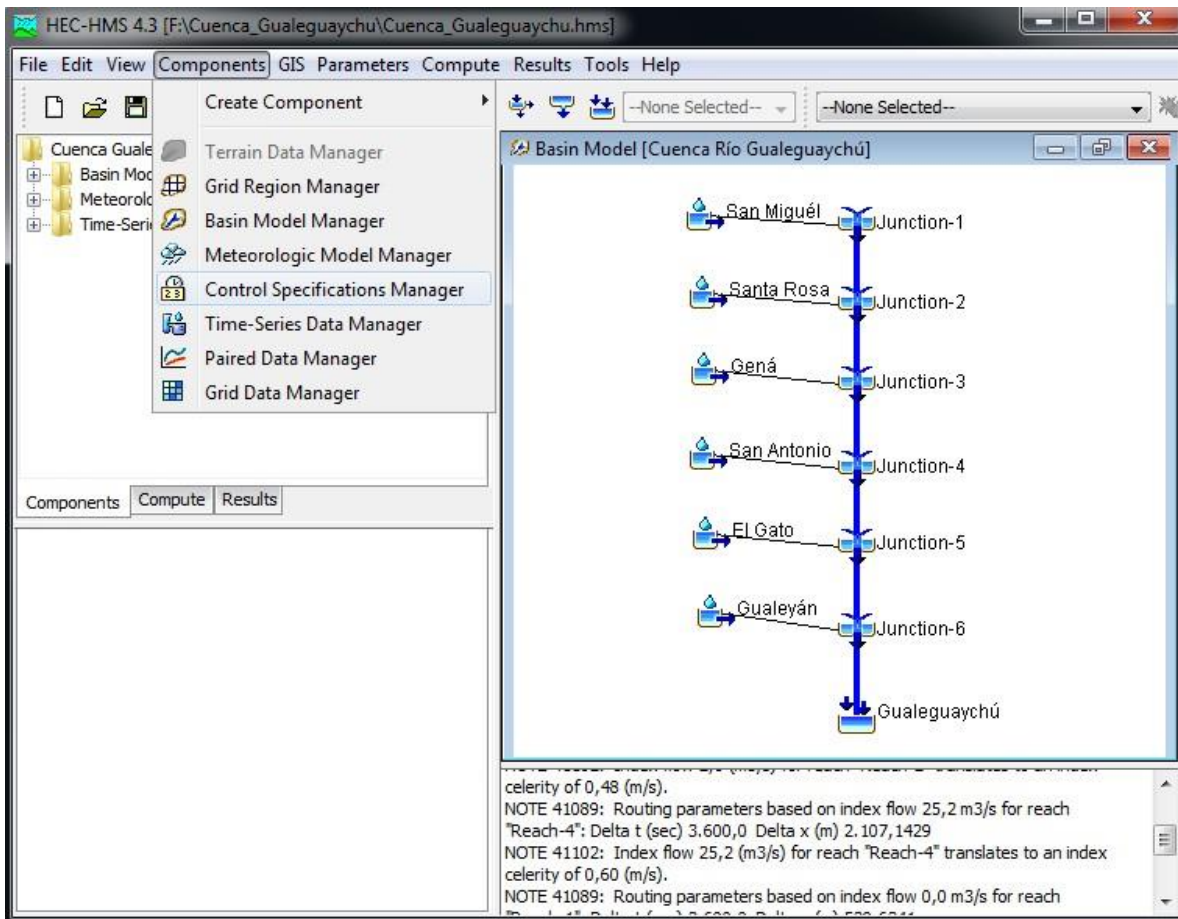 HEC-HMS 4.3 [F:\Cuenca_Gualeguaychu\Cuenca_Gualeguaychu.hms]
File Edit View Components GIS Parameters Compute Results Tools Help
Create Component
--None Selected--
--None Selected--
Cuenca Guale
Basin Mod
Meteorolo
Time-Seri
Terrain Data Manager
Grid Region Manager
Basin Model Manager
Meteorologic Model Manager
Control Specifications Manager
Time-Series Data Manager
Paired Data Manager
Grid Data Manager
Components Compute Results
Basin Model [Cuenca Río Gualeguaychú]
San Miguél Junction-1
Santa Rosa Junction-2
Gená Junction-3
San Antonio Junction-4
El Gato Junction-5
Gualeyán Junction-6
Gualeguaychú
celerity of 0,48 (m/s).
NOTE 41089: Routing parameters based on index flow 25,2 m3/s for reach
"Reach-4": Delta t (sec) 3.600,0 Delta x (m) 2.107,1429
NOTE 41102: Index flow 25,2 (m3/s) for reach "Reach-4" translates to an index
celerity of 0,60 (m/s).
NOTE 41089: Routing parameters based on index flow 0,0 m3/s for reach